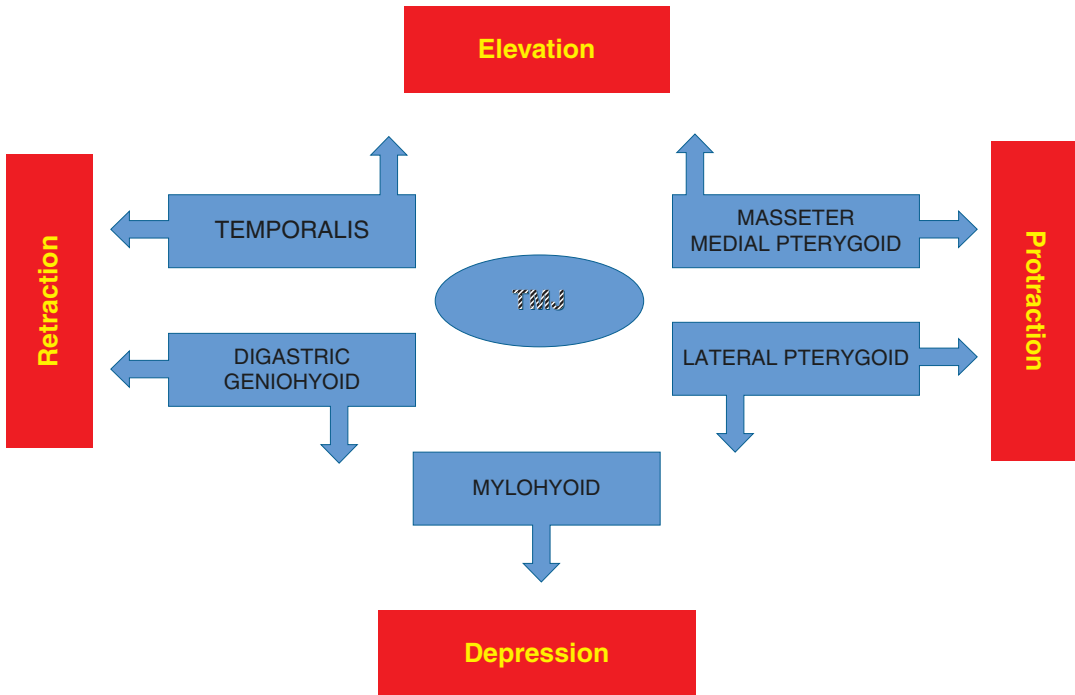 Elevation
Retraction
TEMPORALIS
MASSETER
MEDIAL PTERYGOID
Protraction
TMJ
DIGASTRIC
GENIOHYOID
LATERAL PTERYGOID
MYLOHYOID
Depression